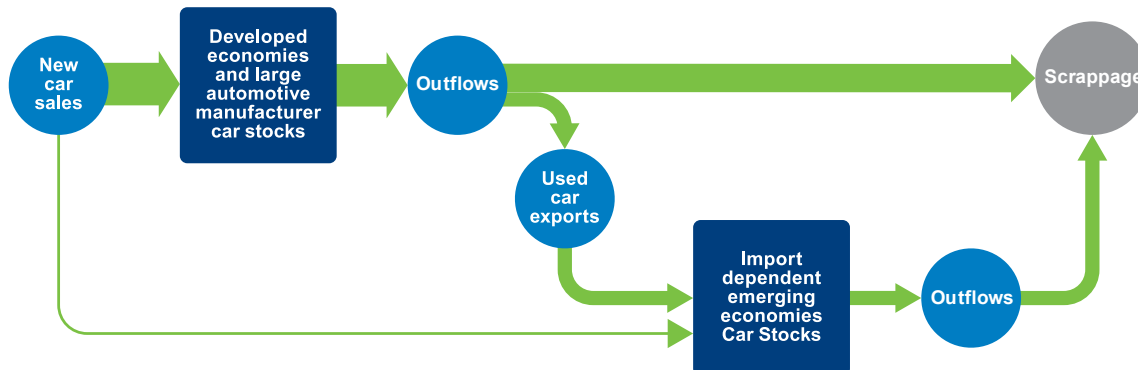 New
car
sales
Developed
economies
and large
automotive
manufacturer
car stocks
Outflows
Scrappage
Used
car
exports
Import
dependent
emerging
economies
Car Stocks
Outflows